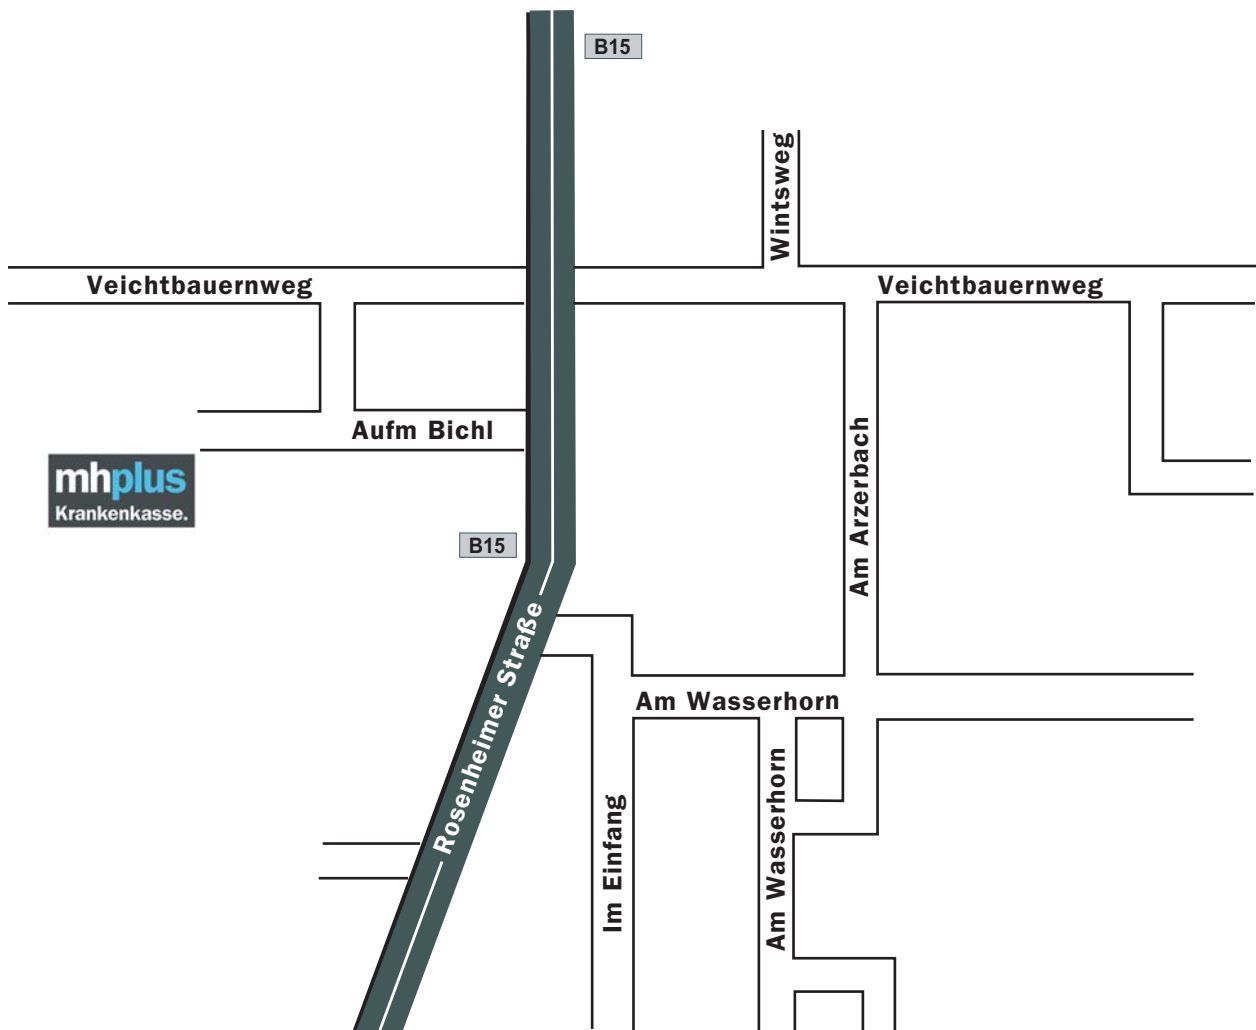 B15
Wintsweg
Veichtbauernweg
Veichtbauernweg
Aufm Bichl
mhplus
Krankenkasse.
Am Arzerbach
B15
Rosenheimer Straße
Am Wasserhorn
Im Einfang
Am Wasserhorn